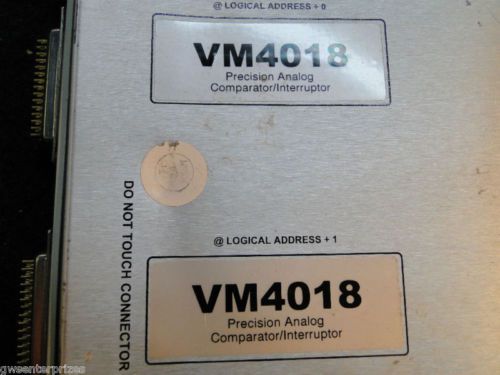 @ LOGICAL ADDRESS + 0
VM4018
Precision Analog
Comparator/Interruptor
DO NOT TOUCH CONNECTOR
@ LOGICAL ADDRESS + 1
VM4018
Precision Analog
Comparator/Interruptor
gwsenterprizes